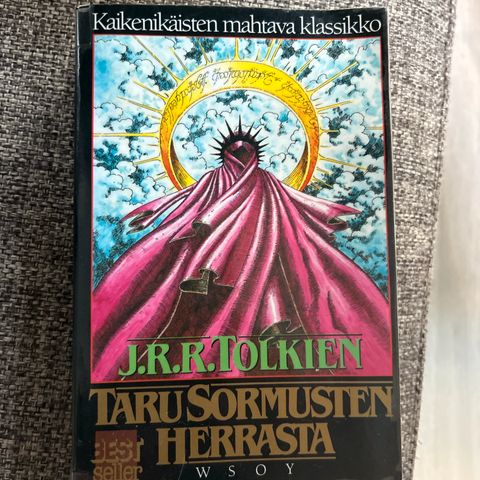 Kaikenikäisten mahtava klassikko
J.R.R. TOLKIEN
TARU SORMUSTEN
HERRASTA
BEST
seller
WSOY